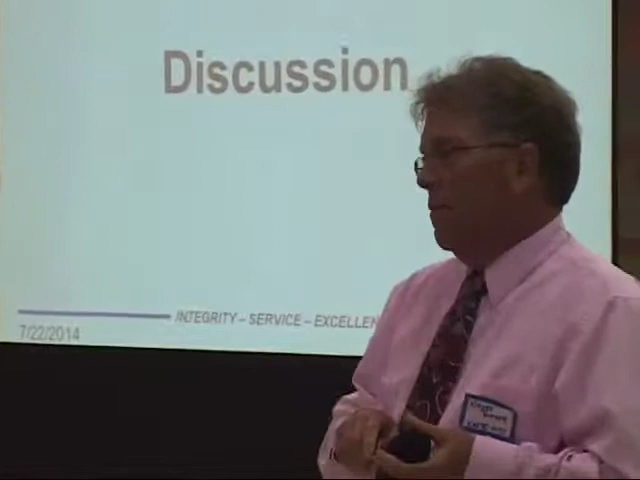 Discussion
INTEGRITY – SERVICE – EXCELLEN
7/22/2014